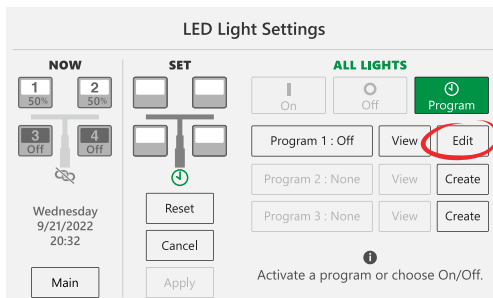 LED Light Settings
NOW
1
50%
2
50%
3
Off
4
Off
Wednesday
9/21/2022
20:32
Main
SET
Reset
Cancel
Apply
ALL LIGHTS
On
Off
Program
Program 1 : Off
View
Edit
Program 2 : None
View
Create
Program 3 : None
View
Create
Activate a program or choose On/Off.